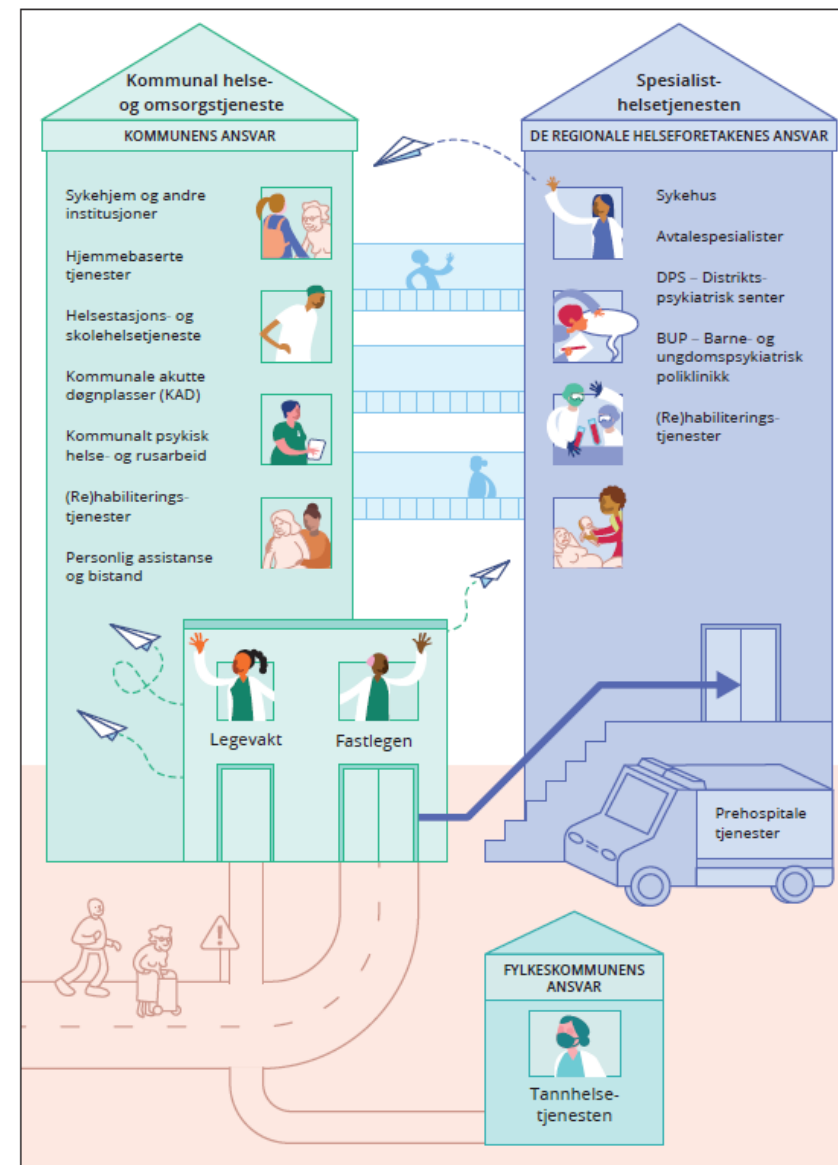 Kommunal helse-
og omsorgstjeneste
KOMMUNENS ANSVAR
Sykehjem og andre
institusjoner
Hjemmebaserte
tjenester
Helsestasjons- og
skolehelsetjeneste
Kommunale akutte
døgnplasser (KAD)
Kommunalt psykisk
helse- og rusarbeid
(Re)habiliterings-
tjenester
Personlig assistanse
og bistand
Legevakt
Fastlegen
Spesialist-
helsetjenesten
DE REGIONALE HELSEFORETAKENES ANSVAR
Sykehus
Avtalespesialister
DPS – Distrikts-
psykiatrisk senter
BUP – Barne- og
ungdomspsykiatrisk
poliklinikk
(Re)habiliterings-
tjenester
Prehospitale
tjenester
FYLKESKOMMUNENS
ANSVAR
Tannhelse-
tjenesten